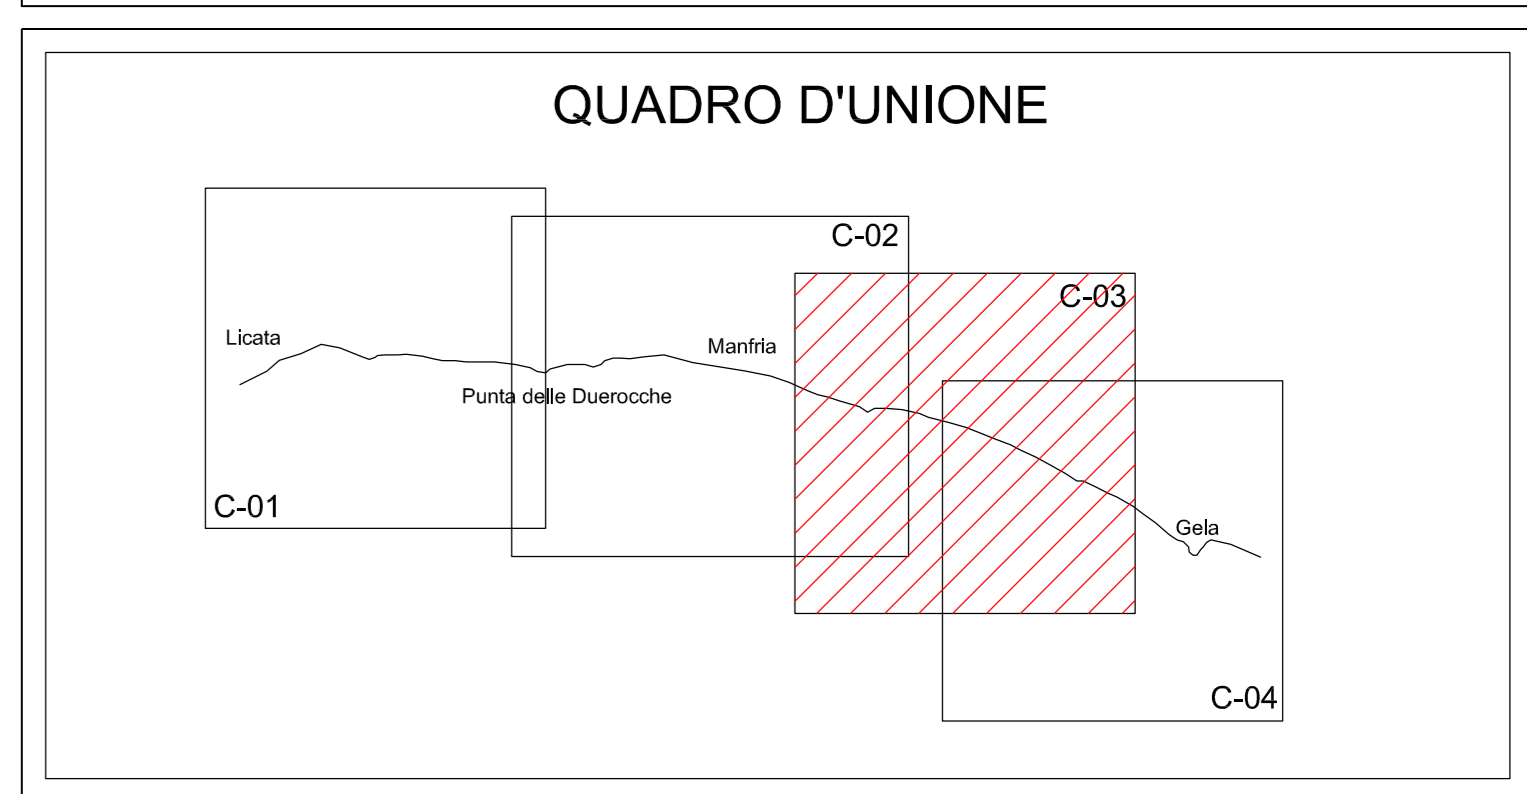 QUADRO D'UNIONE
C-02
C-03
Licata
Manfria
Punta delle Duerocche
C-01
Gela
C-04